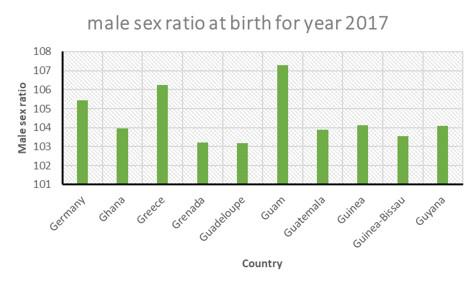 male sex ratio at birth for year 2017
108
107
106
105
104
103
102
101
Male sex ratio
Germany
Ghana
Greece
Grenada
Guadeloupe
Guam
Guatemala
Guinea
Guinea-Bissau
Guyana
Country